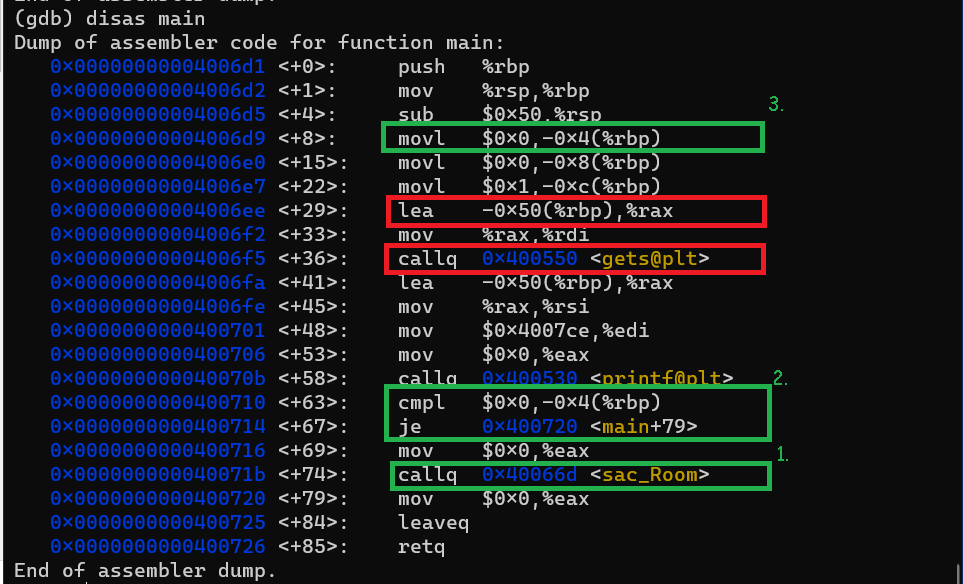 (gdb) disas main
Dump of assembler code for function main:
0x00000000004006d1 <+0>: push %rbp
0x00000000004006d2 <+1>: mov %rsp,%rbp
0x00000000004006d5 <+4>: sub $0x50,%rsp
3.
0x00000000004006d9 <+8>: movl $0x0,-0x4(%rbp)
0x00000000004006e0 <+15>: movl $0x0,-0x8(%rbp)
0x00000000004006e7 <+22>: movl $0x1,-0xc(%rbp)
0x00000000004006ee <+29>: lea -0x50(%rbp),%rax
0x00000000004006f2 <+33>: mov %rax,%rdi
0x00000000004006f5 <+36>: callq 0x400550 <gets@plt>
0x00000000004006fa <+41>: lea -0x50(%rbp),%rax
0x00000000004006fe <+45>: mov %rax,%rsi
0x0000000000400701 <+48>: mov $0x4007ce,%edi
0x0000000000400706 <+53>: mov $0x0,%eax
0x000000000040070b <+58>: callq 0x400530 <printf@plt>
2.
0x0000000000400710 <+63>: cmpl $0x0,-0x4(%rbp)
0x0000000000400714 <+67>: je 0x400720 <main+79>
0x0000000000400716 <+69>: mov $0x0,%eax
1.
0x000000000040071b <+74>: callq 0x40066d <sac_Room>
0x0000000000400720 <+79>: mov $0x0,%eax
0x0000000000400725 <+84>: leaveq
0x0000000000400726 <+85>: retq
End of assembler dump.